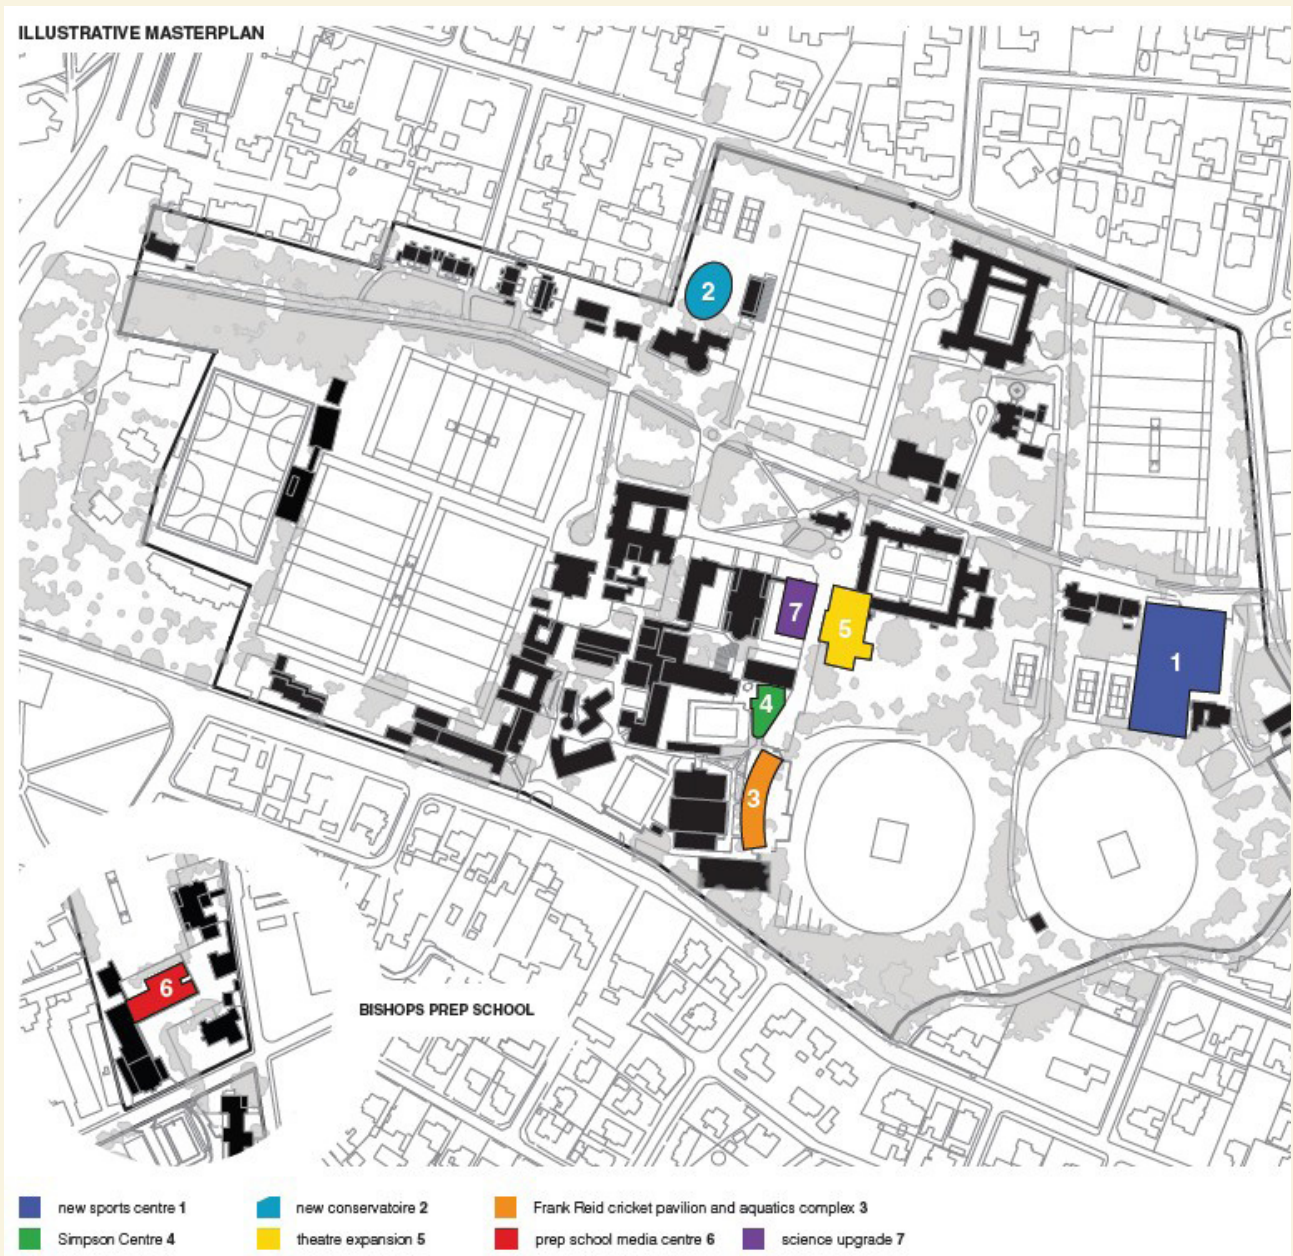 ILLUSTRATIVE MASTERPLAN
2
7
5
1
4
3
6
BISHOPS PREP SCHOOL
new sports centre 1
new conservatoire 2
Frank Reid cricket pavilion and aquatics complex 3
Simpson Centre 4
theatre expansion 5
prep school media centre 6
science upgrade 7